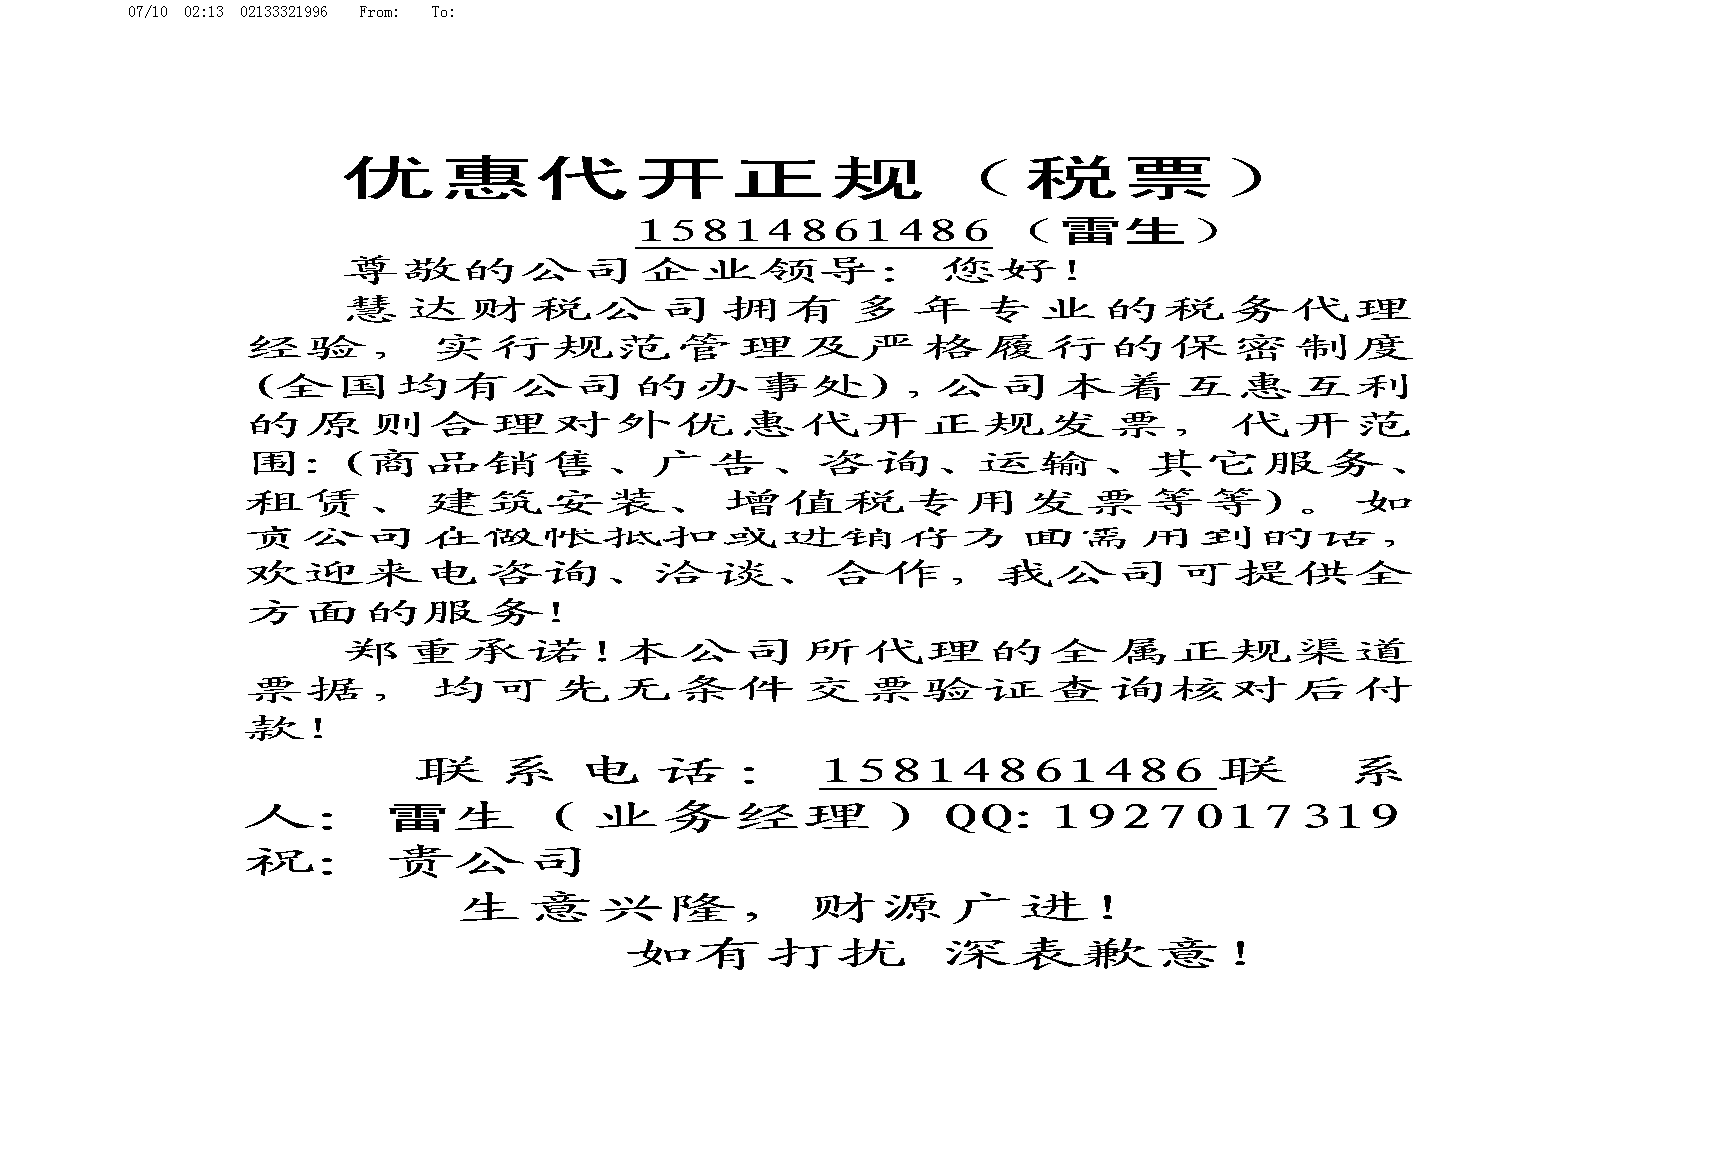 07/10 02:13 02133321996 From: To:
优惠代开正规（税票）
15814861486（雷生）
尊敬的公司企业领导：您好！
慧达财税公司拥有多年专业的税务代理
经验，实行规范管理及严格履行的保密制度
(全国均有公司的办事处),公司本着互惠互利
的原则合理对外优惠代开正规发票，代开范
围:(商品销售、广告、咨询、运输、其它服务、
租赁、建筑安装、增值税专用发票等等)。如
贵公司在做帐抵扣或进销存方面需用到的话，
欢迎来电咨询、洽谈、合作，我公司可提供全
方面的服务！
郑重承诺！本公司所代理的全属正规渠道
票据，均可先无条件交票验证查询核对后付
款！
联系电话：15814861486联 系
人：雷生（业务经理）QQ:1927017319
祝：贵公司
生意兴隆，财源广进！
如有打扰 深表歉意！